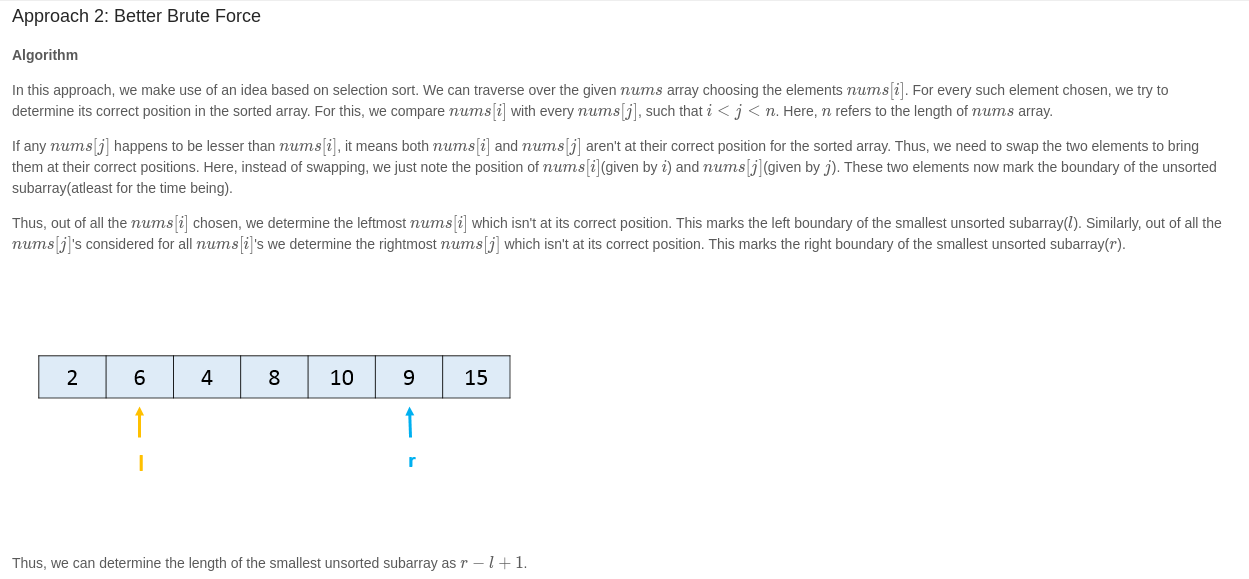 Approach 2: Better Brute Force
Algorithm
In this approach, we make use of an idea based on selection sort. We can traverse over the given nums array choosing the elements nums[i]. For every such element chosen, we try to
determine its correct position in the sorted array. For this, we compare nums[i] with every nums[j], such that i < j < n. Here, n refers to the length of nums array.
If any nums[j] happens to be lesser than nums[i], it means both nums[i] and nums[j] aren't at their correct position for the sorted array. Thus, we need to swap the two elements to bring
them at their correct positions. Here, instead of swapping, we just note the position of nums[i](given by i) and nums[j](given by j). These two elements now mark the boundary of the unsorted
subarray(atleast for the time being).
Thus, out of all the nums[i] chosen, we determine the leftmost nums[i] which isn't at its correct position. This marks the left boundary of the smallest unsorted subarray(l). Similarly, out of all the
nums[j]'s considered for all nums[i]'s we determine the rightmost nums[j] which isn't at its correct position. This marks the right boundary of the smallest unsorted subarray(r).
2 6 4 8 10 9 15
l r
Thus, we can determine the length of the smallest unsorted subarray as r − l + 1.